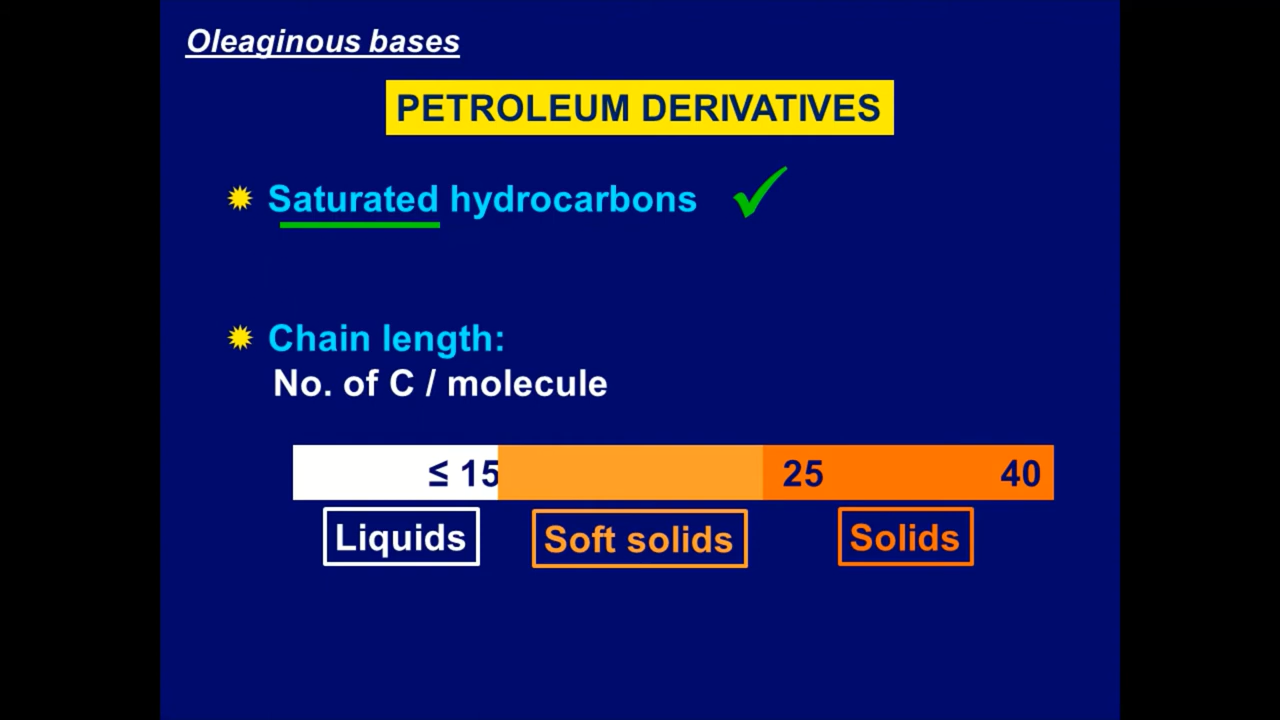 Oleaginous bases
PETROLEUM DERIVATIVES
Saturated hydrocarbons
Chain length:
No. of C / molecule
≤ 15 25 40
Liquids Soft solids Solids